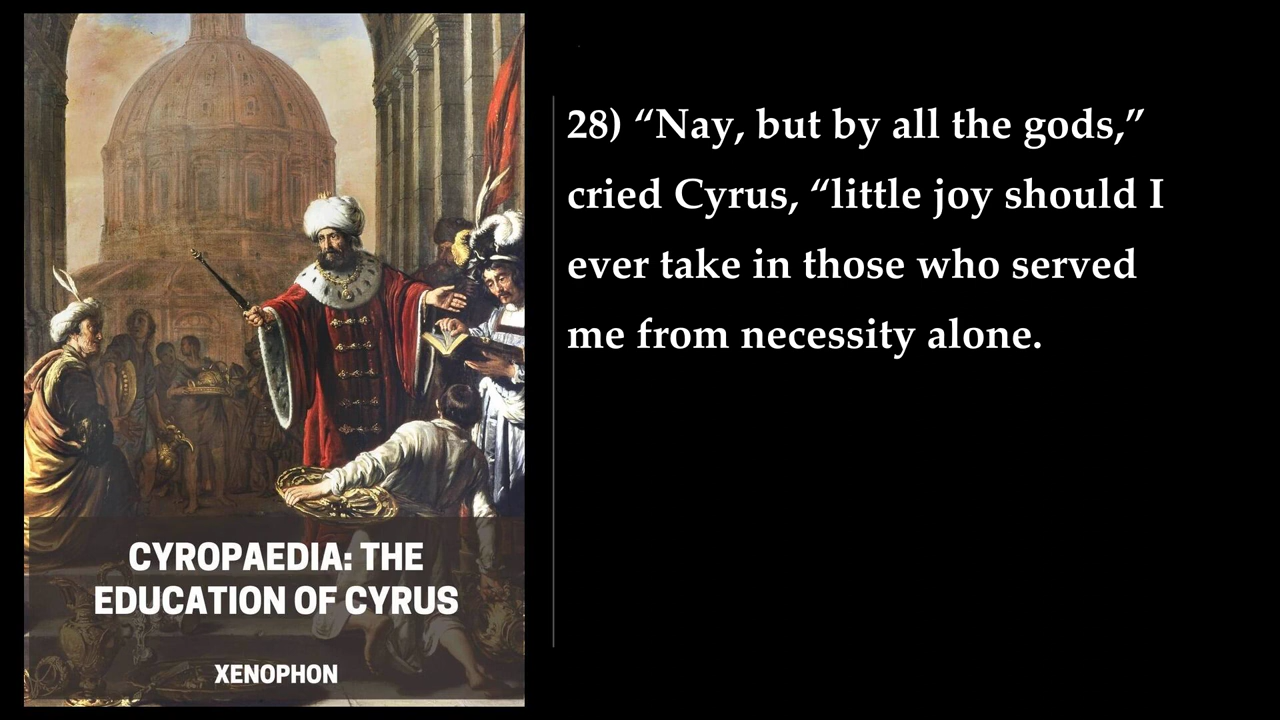 CYROPAEDIA: THE
EDUCATION OF CYRUS
XENOPHON
28) “Nay, but by all the gods,”
cried Cyrus, “little joy should I
ever take in those who served
me from necessity alone.